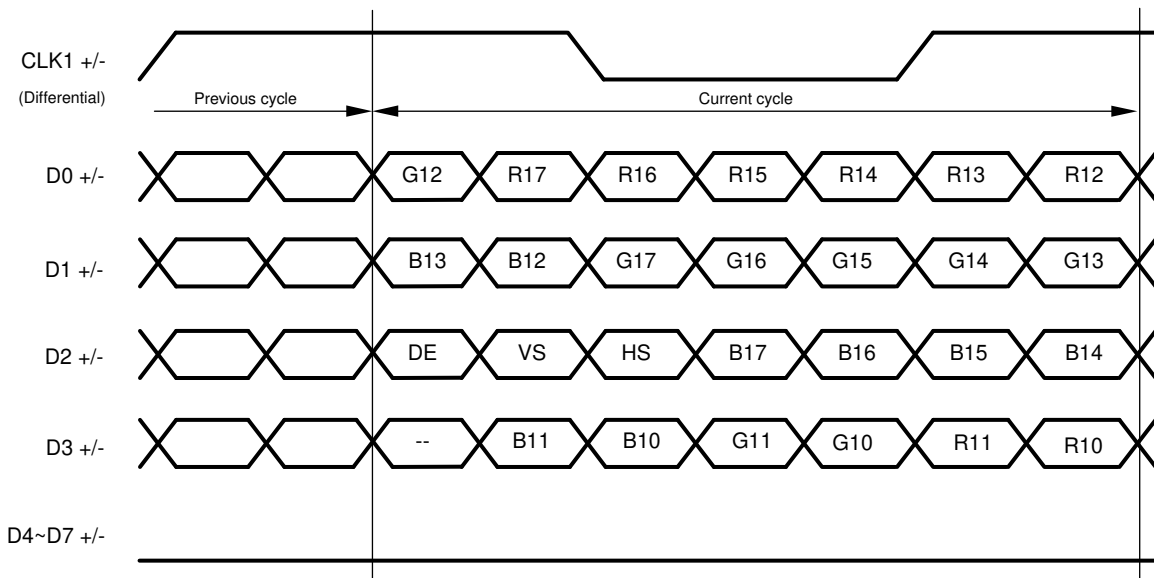 CLK1 +/-
(Differential)
Previous cycle Current cycle
D0 +/- G12 R17 R16 R15 R14 R13 R12
D1 +/- B13 B12 G17 G16 G15 G14 G13
D2 +/- DE VS HS B17 B16 B15 B14
D3 +/- -- B11 B10 G11 G10 R11 R10
D4~D7 +/-